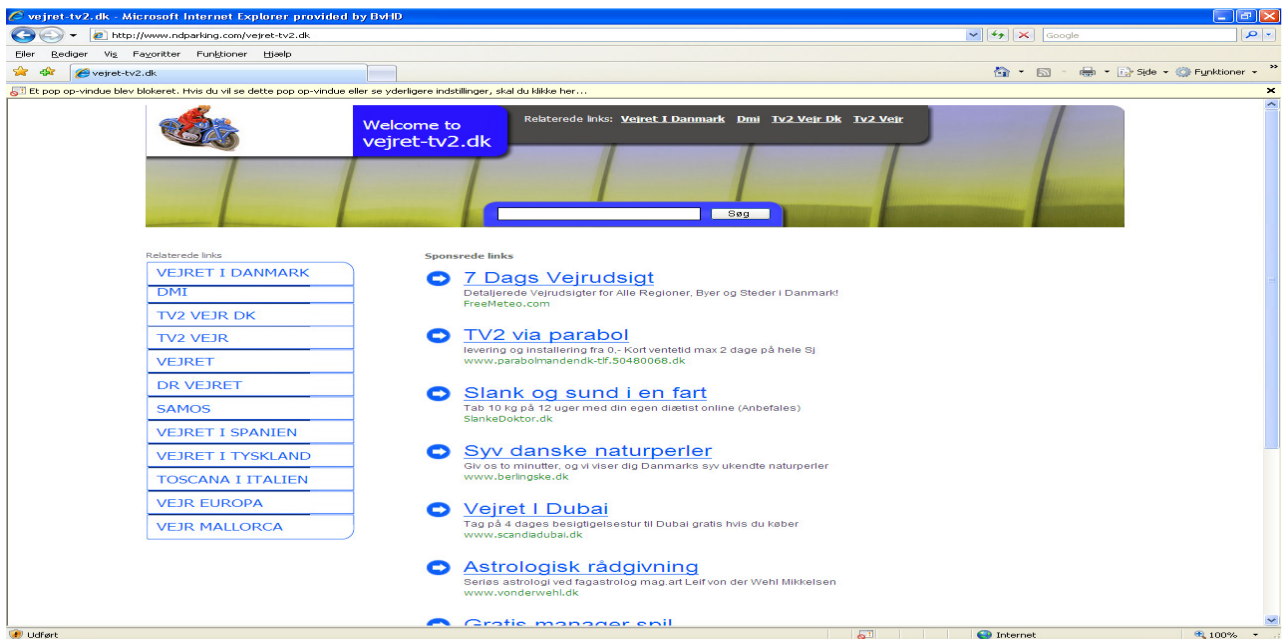 vejret-tv2.dk - Microsoft Internet Explorer provided by BvHD
http://www.ndparking.com/vejret-tv2.dk
Google
Filer Rediger Vis Favoritter Funktioner Hjælp
vejret-tv2.dk
Side
Funktioner
Et pop op-vindue blev blokeret. Hvis du vil se dette pop op-vindue eller se yderligere indstillinger, skal du klikke her...
Welcome to
vejret-tv2.dk
Relaterede links: Vejret I Danmark Dmi Tv2 Vejr Dk Tv2 Vejr
Søg
Relaterede links
VEJRET I DANMARK
DMI
TV2 VEJR DK
TV2 VEJR
VEJRET
DR VEJRET
SAMOS
VEJRET I SPANIEN
VEJRET I TYSKLAND
TOSCANA I ITALIEN
VEJR EUROPA
VEJR MALLORCA
Sponsrede links
7 Dags Vejrudsigt
Detaljerede Vejrudsigter for Alle Regioner, Byer og Steder i Danmark!
FreeMeteo.com
TV2 via parabol
levering og installering fra 0,- Kort ventetid max 2 dage på hele Sj
www.parabolmandendk-tlf.50480068.dk
Slank og sund i en fart
Tab 10 kg på 12 uger med din egen diætist online (Anbefales)
SlankeDoktor.dk
Syv danske naturperler
Giv os to minutter, og vi viser dig Danmarks syv ukendte naturperler
www.berlingske.dk
Vejret I Dubai
Tag på 4 dages besigtigelsestur til Dubai gratis hvis du køber
www.scandiadubai.dk
Astrologisk rådgivning
Seriøs astrologi ved fagastrolog mag.art Leif von der Wehl Mikkelsen
www.vonderwehl.dk
Gratis manager spil
Udført
Internet
100%